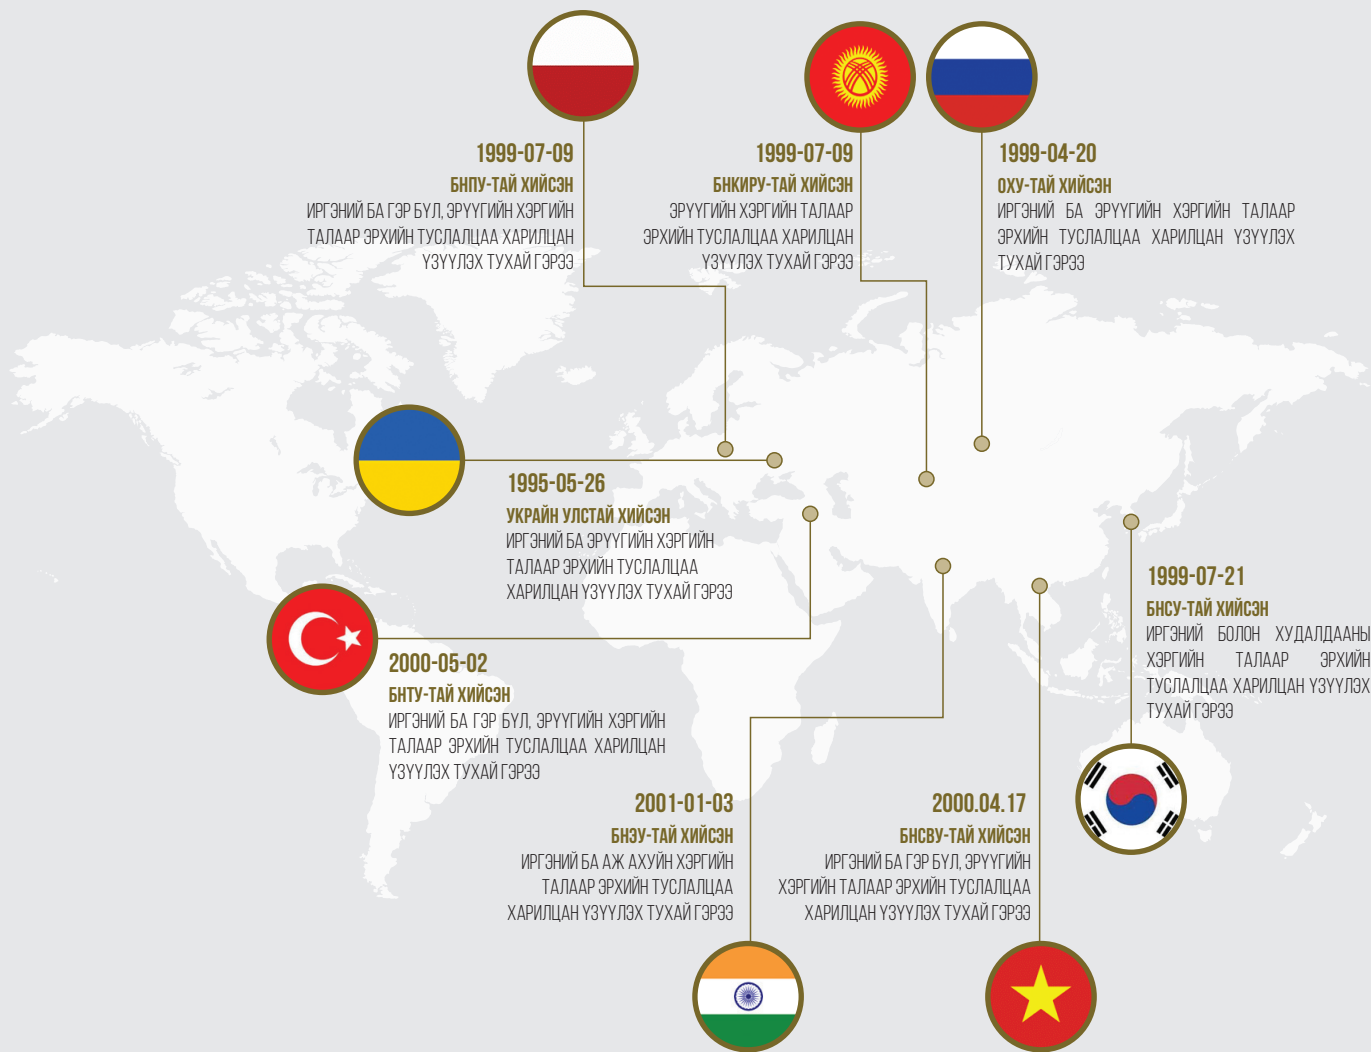 1999-07-09
БНПУ-ТАЙ ХИЙСЭН
ИРГЭНИЙ БА ГЭР БҮЛ, ЭРҮҮГИЙН ХЭРГИЙН
ТАЛААР ЭРХИЙН ТУСЛАЛЦАА ХАРИЛЦАН
ҮЗҮҮЛЭХ ТУХАЙ ГЭРЭЭ
1999-07-09
БНКИРУ-ТАЙ ХИЙСЭН
ЭРҮҮГИЙН ХЭРГИЙН ТАЛААР
ЭРХИЙН ТУСЛАЛЦАА ХАРИЛЦАН
ҮЗҮҮЛЭХ ТУХАЙ ГЭРЭЭ
1999-04-20
ОХУ-ТАЙ ХИЙСЭН
ИРГЭНИЙ БА ЭРҮҮГИЙН ХЭРГИЙН ТАЛААР
ЭРХИЙН ТУСЛАЛЦАА ХАРИЛЦАН ҮЗҮҮЛЭХ
ТУХАЙ ГЭРЭЭ
1995-05-26
УКРАЙН УЛСТАЙ ХИЙСЭН
ИРГЭНИЙ БА ЭРҮҮГИЙН ХЭРГИЙН
ТАЛААР ЭРХИЙН ТУСЛАЛЦАА
ХАРИЛЦАН ҮЗҮҮЛЭХ ТУХАЙ ГЭРЭЭ
1999-07-21
БНСУ-ТАЙ ХИЙСЭН
ИРГЭНИЙ БОЛОН ХУДАЛДААНЫ
ХЭРГИЙН ТАЛААР ЭРХИЙН
ТУСЛАЛЦАА ХАРИЛЦАН ҮЗҮҮЛЭХ
ТУХАЙ ГЭРЭЭ
2000-05-02
БНТУ-ТАЙ ХИЙСЭН
ИРГЭНИЙ БА ГЭР БҮЛ, ЭРҮҮГИЙН ХЭРГИЙН
ТАЛААР ЭРХИЙН ТУСЛАЛЦАА ХАРИЛЦАН
ҮЗҮҮЛЭХ ТУХАЙ ГЭРЭЭ
2001-01-03
БНЭУ-ТАЙ ХИЙСЭН
ИРГЭНИЙ БА АЖ АХУЙН ХЭРГИЙН
ТАЛААР ЭРХИЙН ТУСЛАЛЦАА
ХАРИЛЦАН ҮЗҮҮЛЭХ ТУХАЙ ГЭРЭЭ
2000.04.17
БНСВУ-ТАЙ ХИЙСЭН
ИРГЭНИЙ БА ГЭР БҮЛ, ЭРҮҮГИЙН
ХЭРГИЙН ТАЛААР ЭРХИЙН ТУСЛАЛЦАА
ХАРИЛЦАН ҮЗҮҮЛЭХ ТУХАЙ ГЭРЭЭ